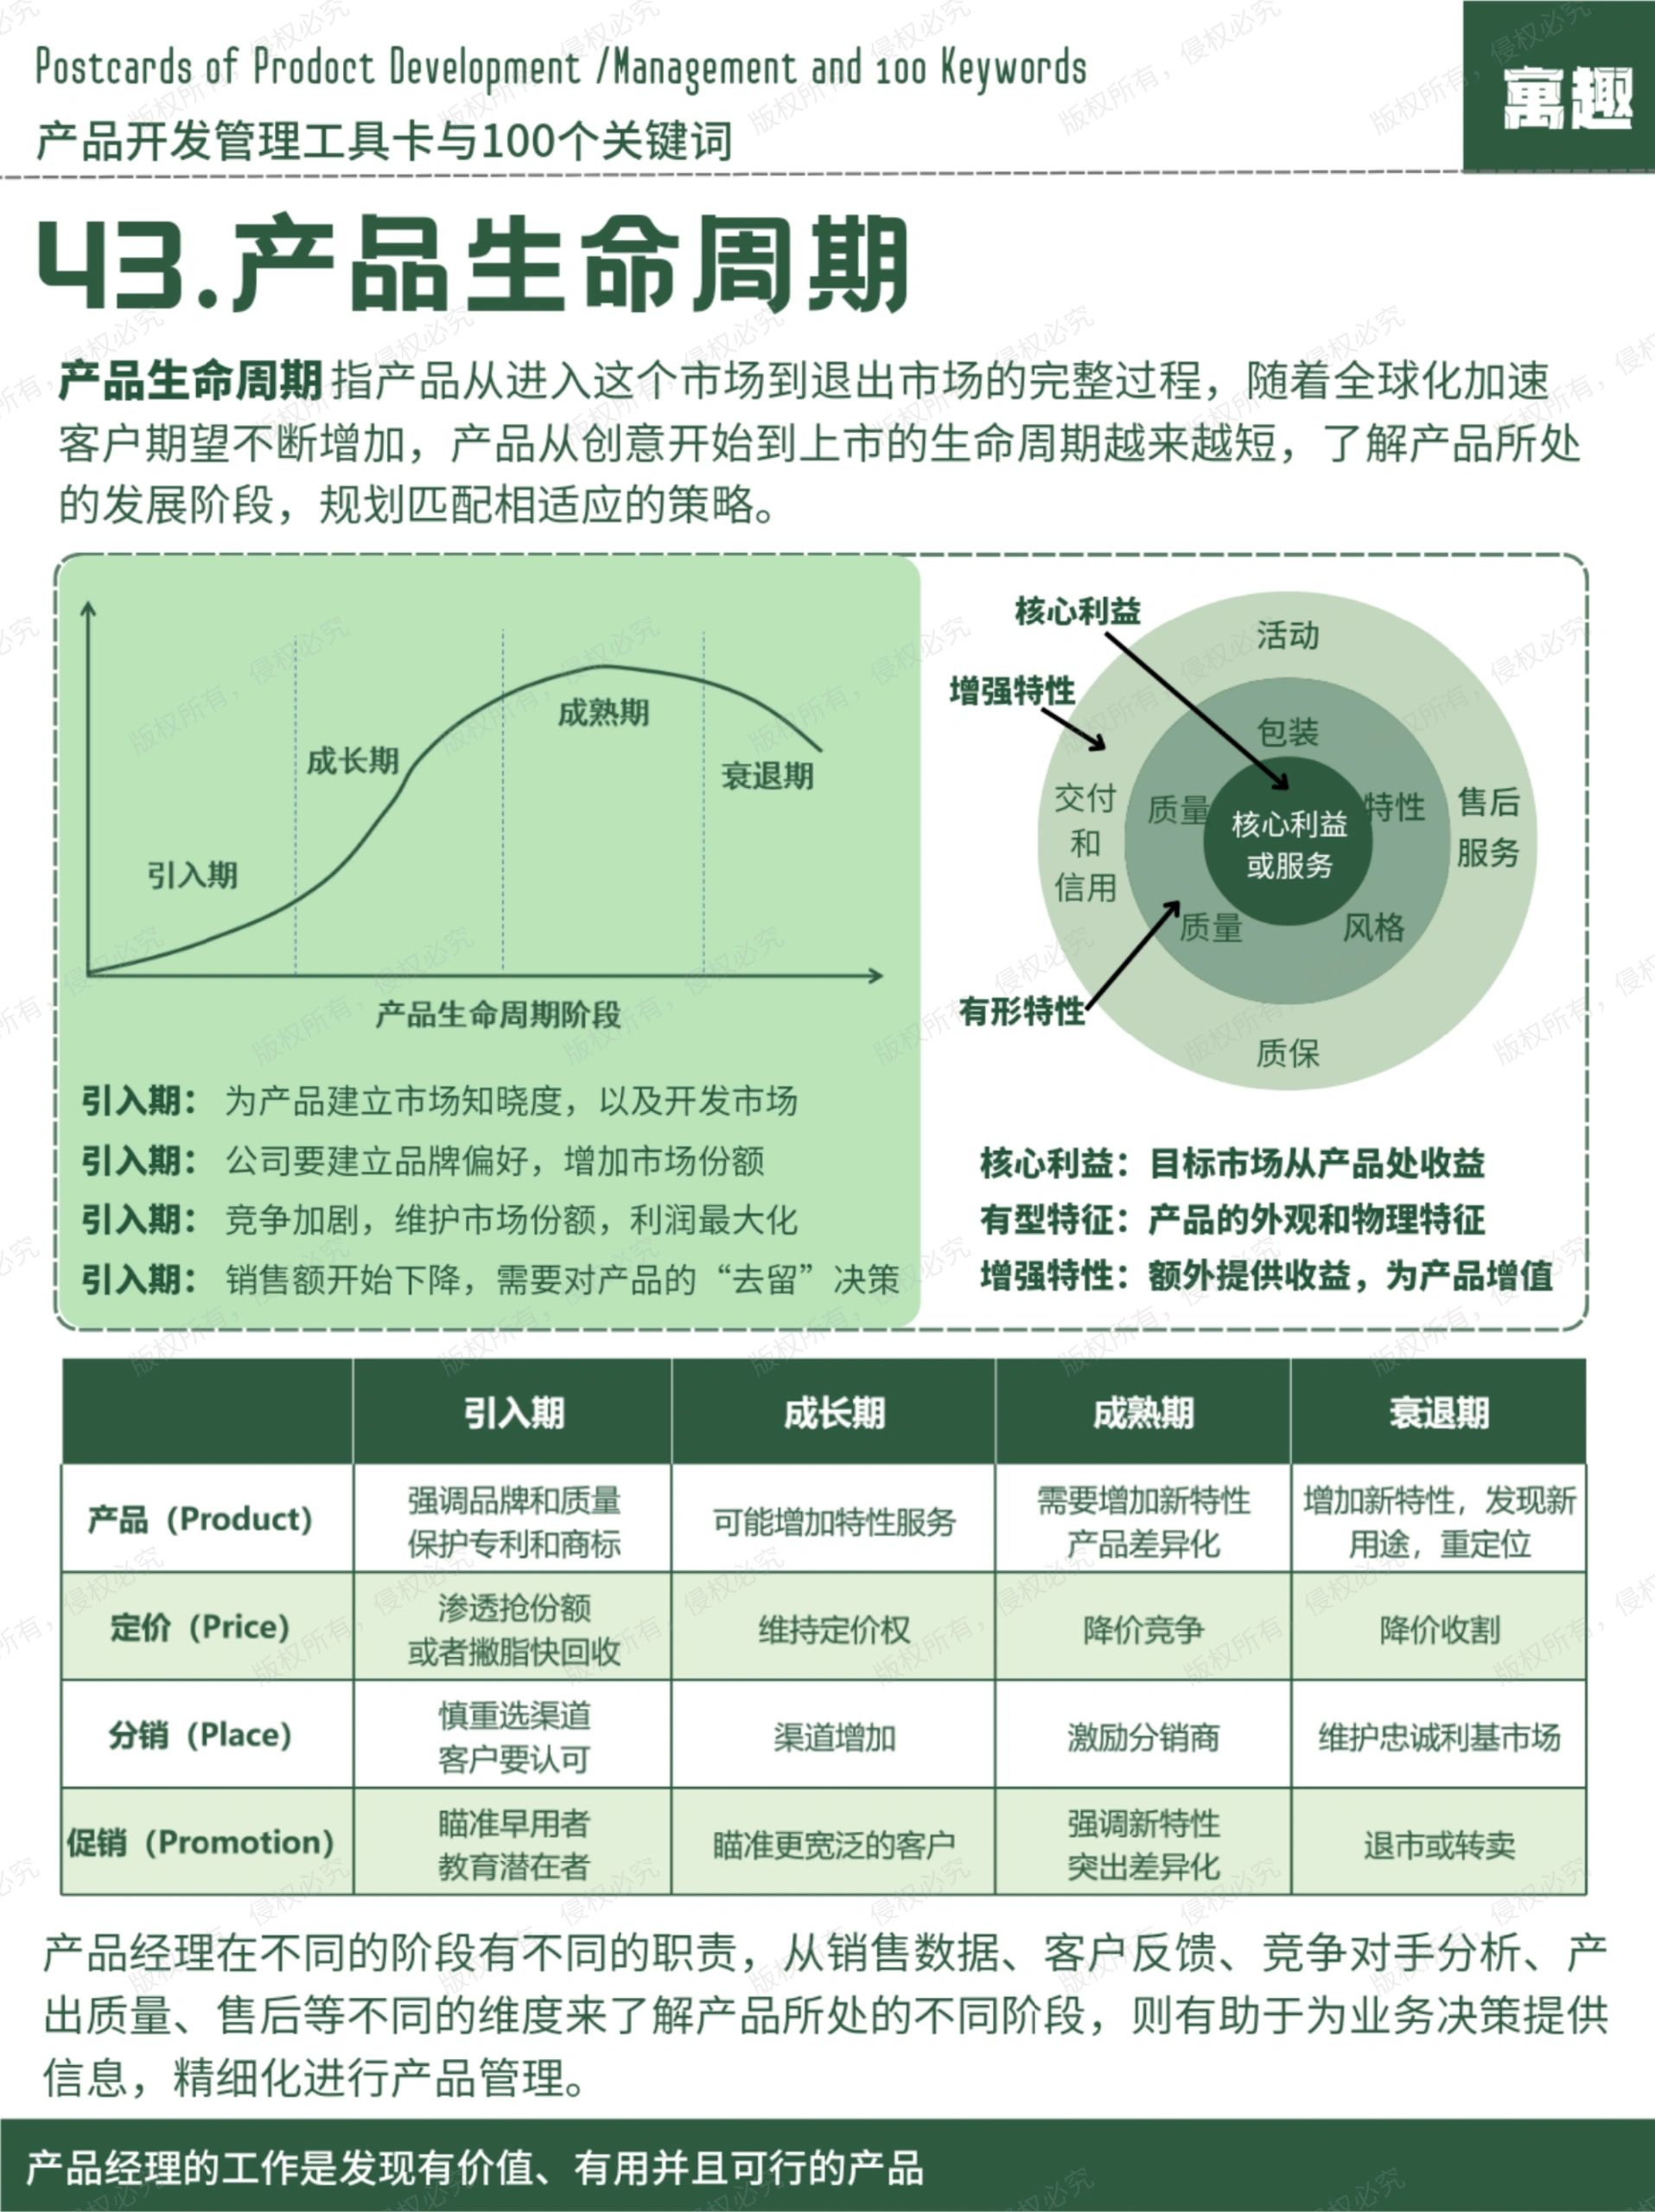 Postcards of Prodoct Development /Management and 100 Keywords
产品开发管理工具卡与100个关键词
寓趣
43.产品生命周期
产品生命周期指产品从进入这个市场到退出市场的完整过程，随着全球化加速
客户期望不断增加，产品从创意开始到上市的生命周期越来越短，了解产品所处
的发展阶段，规划匹配相适应的策略。
引入期
成长期
成熟期
衰退期
产品生命周期阶段
引入期： 为产品建立市场知晓度，以及开发市场
引入期： 公司要建立品牌偏好，增加市场份额
引入期： 竞争加剧，维护市场份额，利润最大化
引入期： 销售额开始下降，需要对产品的“去留”决策
核心利益
增强特性
有形特性
活动
包装
交付
和
信用
质量
核心利益
或服务
特性
售后
服务
质量
风格
质保
核心利益：目标市场从产品处收益
有型特征：产品的外观和物理特征
增强特性：额外提供收益，为产品增值
引入期 成长期 成熟期 衰退期
产品（Product）
强调品牌和质量
保护专利和商标
可能增加特性服务
需要增加新特性
产品差异化
增加新特性，发现新
用途，重定位
定价（Price）
渗透抢份额
或者撇脂快回收
维持定价权
降价竞争
降价收割
分销（Place）
慎重选渠道
客户要认可
渠道增加
激励分销商
维护忠诚利基市场
促销（Promotion）
瞄准早用者
教育潜在者
瞄准更宽泛的客户
强调新特性
突出差异化
退市或转卖
产品经理在不同的阶段有不同的职责，从销售数据、客户反馈、竞争对手分析、产
出质量、售后等不同的维度来了解产品所处的不同阶段，则有助于为业务决策提供
信息，精细化进行产品管理。
产品经理的工作是发现有价值、有用并且可行的产品
版权所有，侵权必究